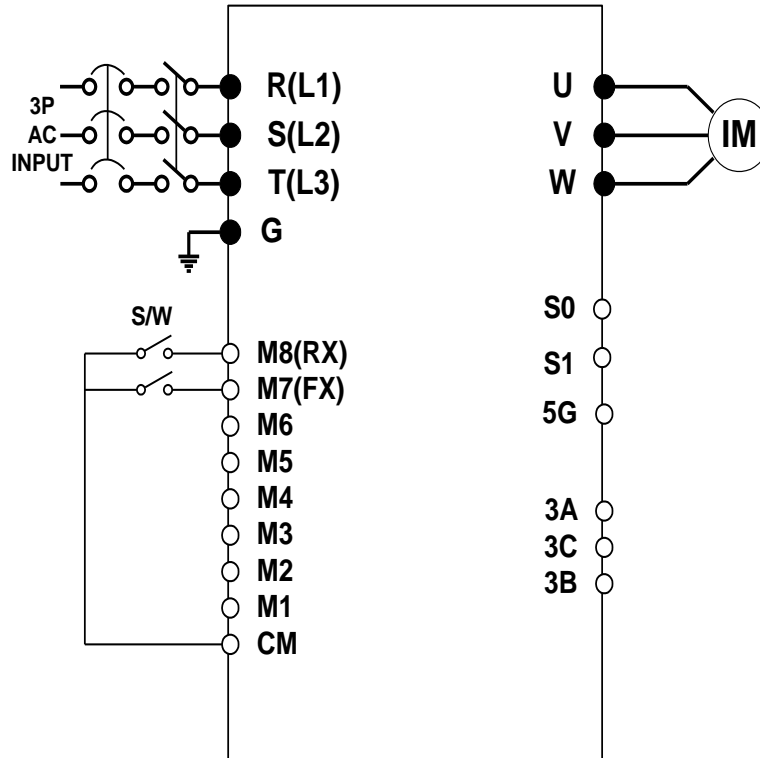 3P
AC
INPUT
R(L1)
S(L2)
T(L3)
G
U
V
W
IM
S/W
M8(RX)
M7(FX)
M6
M5
M4
M3
M2
M1
CM
S0
S1
5G
3A
3C
3B